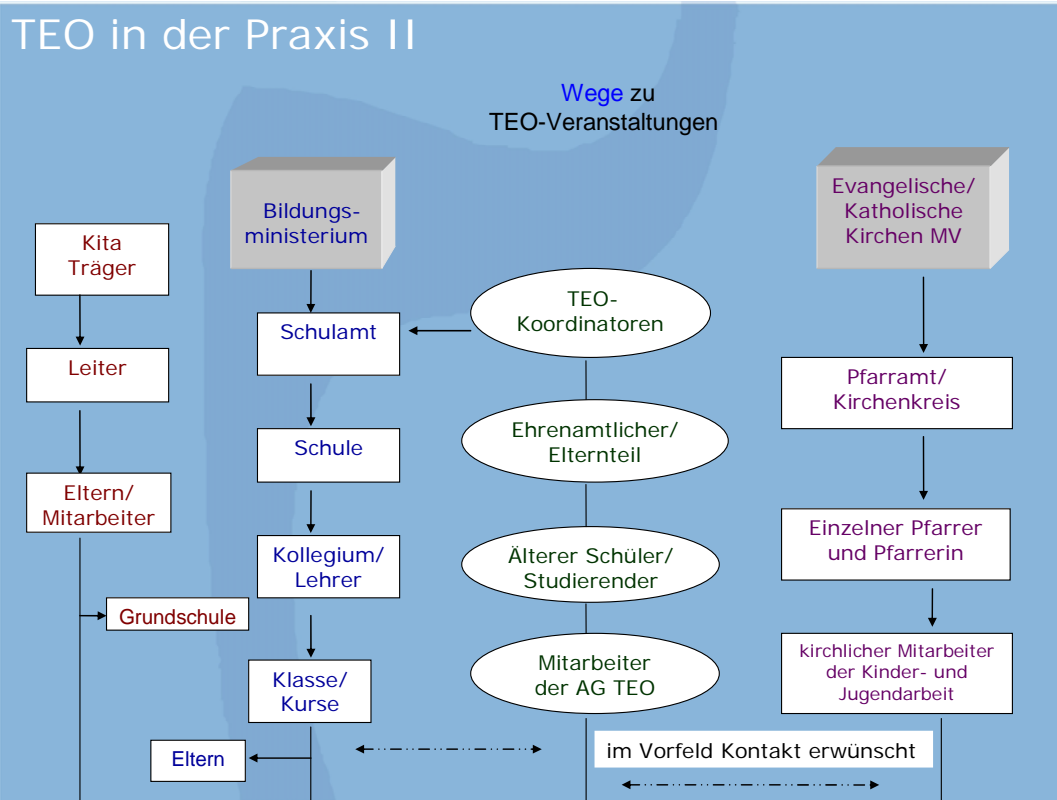 TEO in der Praxis II
Wege zu
TEO-Veranstaltungen
Kita
Träger
Leiter
Eltern/
Mitarbeiter
Grundschule
Bildungs-
ministerium
Schulamt
Schule
Kollegium/
Lehrer
Klasse/
Kurse
Eltern
TEO-
Koordinatoren
Ehrenamtlicher/
Elternteil
Älterer Schüler/
Studierender
Mitarbeiter
der AG TEO
Evangelische/
Katholische
Kirchen MV
Pfarramt/
Kirchenkreis
Einzelner Pfarrer
und Pfarrerin
kirchlicher Mitarbeiter
der Kinder- und
Jugendarbeit
im Vorfeld Kontakt erwünscht